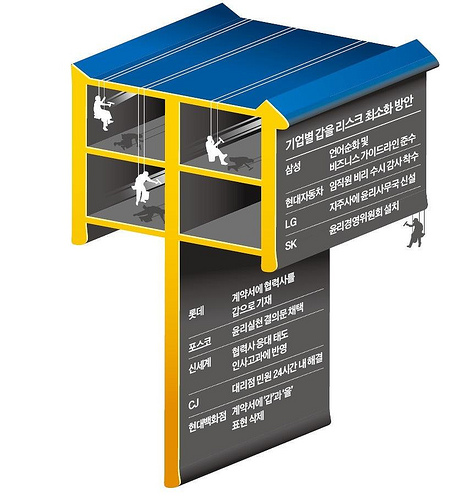 기업별 갑을 리스크 최소화 방안
삼성 언어순화 및
비즈니스 가이드라인 준수
현대자동차 임직원 비리 수시 감사 착수
LG 지주사에 윤리사무국 신설
SK 윤리경영위원회 설치
롯데 계약서에 협력사를
갑으로 기재
포스코 윤리실천 결의문 채택
신세계 협력사 응대 태도
인사고과에 반영
CJ 대리점 민원 24시간 내 해결
현대백화점 계약서에 '갑'과 '을'
표현 삭제